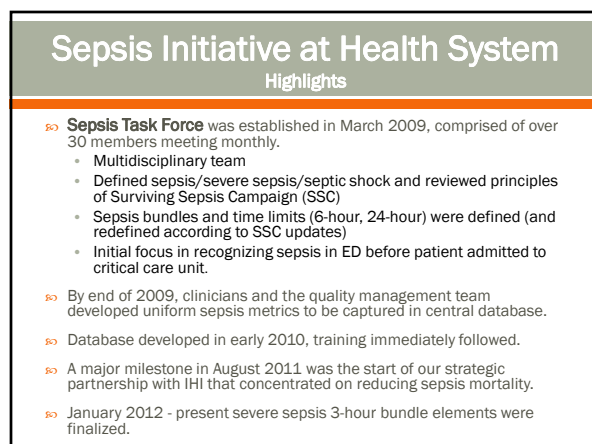 Sepsis Initiative at Health System
Highlights
Sepsis Task Force was established in March 2009, comprised of over
30 members meeting monthly.
• Multidisciplinary team
• Defined sepsis/severe sepsis/septic shock and reviewed principles
of Surviving Sepsis Campaign (SSC)
• Sepsis bundles and time limits (6-hour, 24-hour) were defined (and
redefined according to SSC updates)
• Initial focus in recognizing sepsis in ED before patient admitted to
critical care unit.
By end of 2009, clinicians and the quality management team
developed uniform sepsis metrics to be captured in central database.
Database developed in early 2010, training immediately followed.
A major milestone in August 2011 was the start of our strategic
partnership with IHI that concentrated on reducing sepsis mortality.
January 2012 - present severe sepsis 3-hour bundle elements were
finalized.